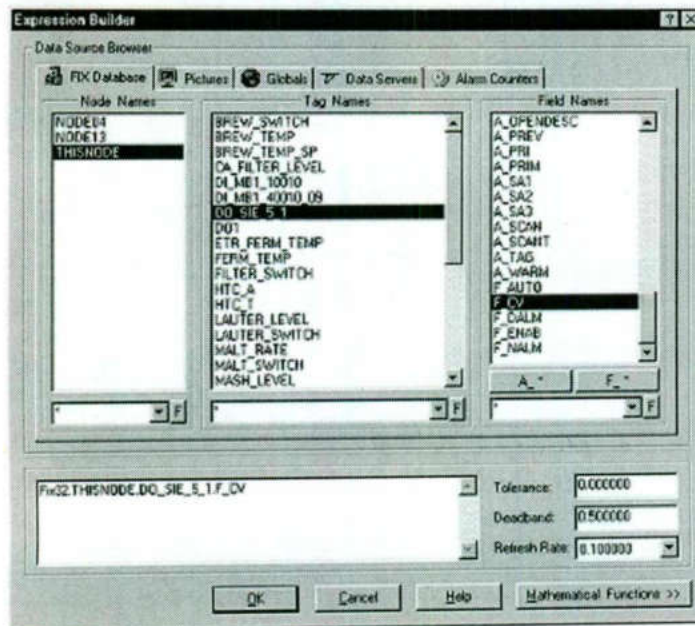 Expression Builder
Data Source Browser
FIX Database
Pictures
Globals
Data Servers
Alarm Counters
Node Names
NODE04
NODE13
THISNODE
*
F
Tag Names
BREW_SWITCH
BREW_TEMP
BREW_TEMP_SP
CA_FILTER_LEVEL
DI_MB1_10010
DI_MB1_40010_09
DO_SIE_5_1
DO1
ETR_FERM_TEMP
FERM_TEMP
FILTER_SWITCH
HTC_A
HTC_T
LAUTER_LEVEL
LAUTER_SWITCH
MALT_RATE
MALT_SWITCH
MASH_LEVEL
*
F
Field Names
A_OPENDESC
A_PREV
A_PRI
A_PRIM
A_SA1
A_SA2
A_SA3
A_SCAN
A_SCANT
A_TAG
A_WARM
F_AUTO
F_CV
F_DALM
F_ENAB
F_NALM
A_*
F_*
*
F
Fix32.THISNODE.DO_SIE_5_1.F_CV
Tolerance: 0.000000
Deadband: 0.500000
Refresh Rate: 0.100000
OK
Cancel
Help
Mathematical Functions >>